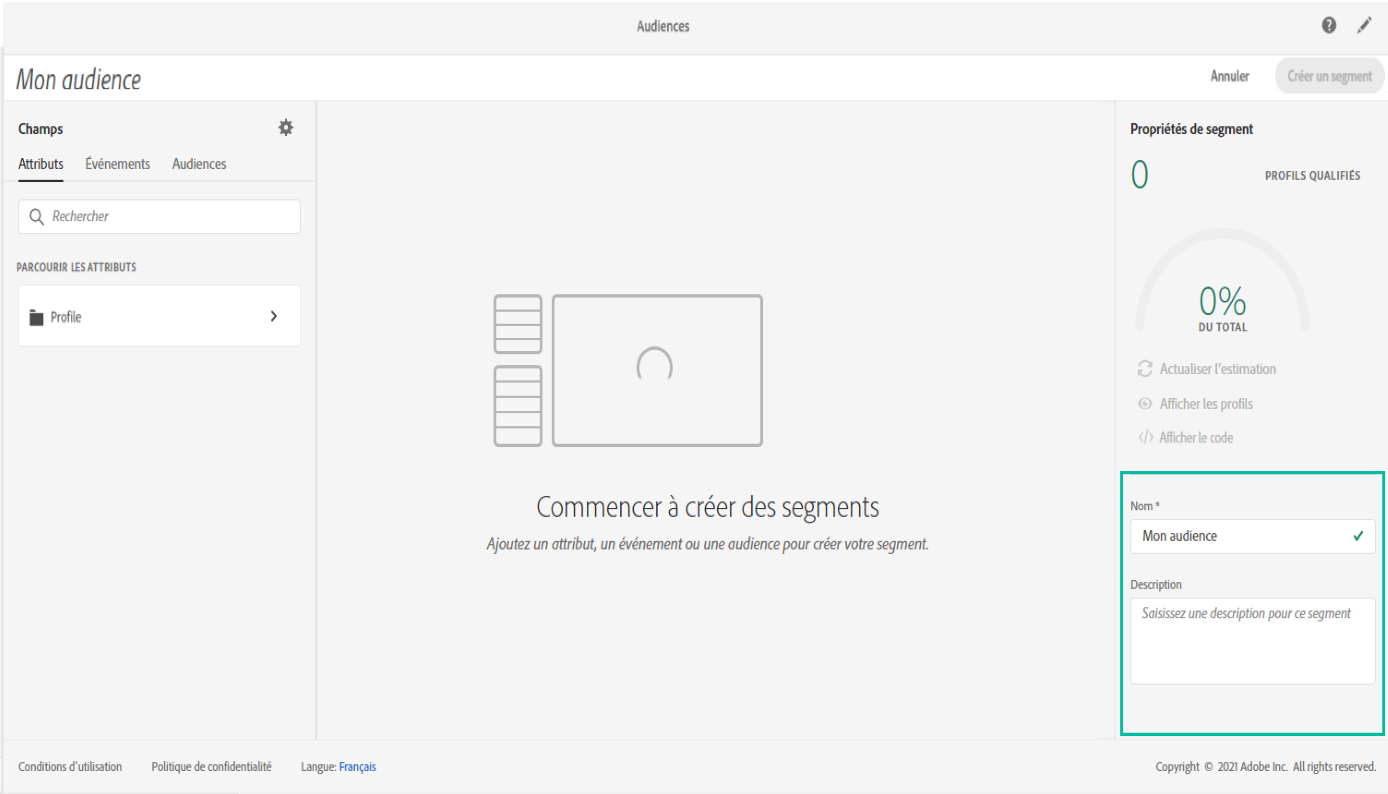 Audiences
Mon audience
Annuler
Créer un segment
Champs
Attributs Événements Audiences
Rechercher
PARCOURIR LES ATTRIBUTS
Profile
Commencer à créer des segments
Ajoutez un attribut, un événement ou une audience pour créer votre segment.
Propriétés de segment
0 PROFILS QUALIFIÉS
0%
DU TOTAL
Actualiser l'estimation
Afficher les profils
</> Afficher le code
Nom *
Mon audience
Description
Saisissez une description pour ce segment
Conditions d'utilisation Politique de confidentialité Langue: Français
Copyright © 2021 Adobe Inc. All rights reserved.